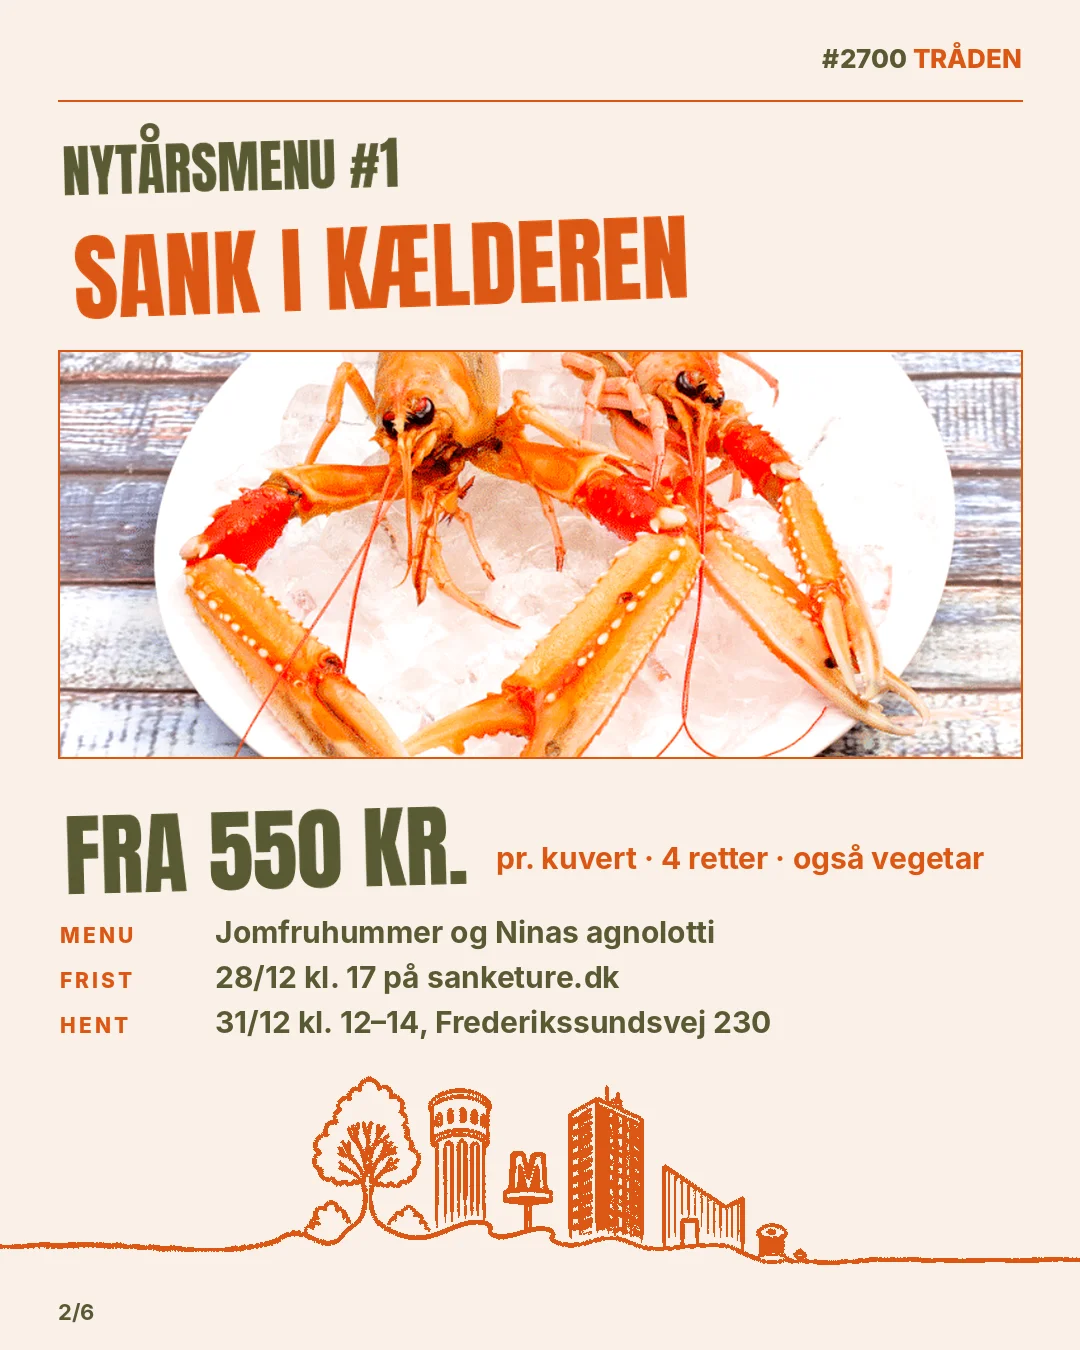 #2700 TRÅDEN
NYTÅRSMENU #1
SANK I KÆLDEREN
FRA 550 KR. pr. kuvert · 4 retter · også vegetar
MENU Jomfruhummer og Ninas agnolotti
FRIST 28/12 kl. 17 på sanketure.dk
HENT 31/12 kl. 12–14, Frederikssundsvej 230
2/6